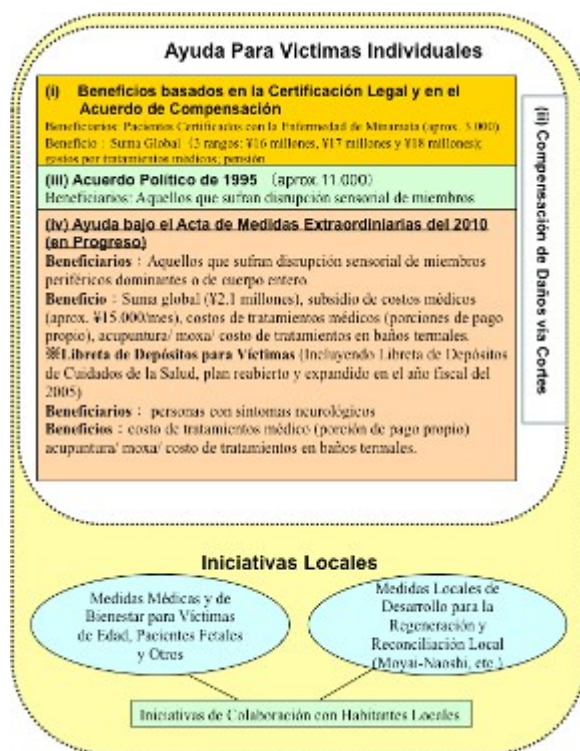 Ayuda Para Victimas Individuales
(i) Beneficios basados en la Certificación Legal y en el
Acuerdo de Compensación
Beneficiarios: Pacientes Certificados con la Enfermedad de Minamata (aprox. 3.000)
Beneficio : Suma Global (3 rangos: ¥16 millones, ¥17 millones y ¥18 millones);
gastos por tratamientos médicos; pensión
(iii) Acuerdo Político de 1995 (aprox.11.000)
Beneficiarios: Aquellos que sufran disrupción sensorial de miembros
(iv) Ayuda bajo el Acta de Medidas Extraordiniarias del 2010
(en Progreso)
Beneficiarios : Aquellos que sufran disrupción sensorial de miembros
periféricos dominantes o de cuerpo entero
Beneficio : Suma global (¥2.1 millones), subsidio de costos médicos
(aprox. ¥15.000/mes), costos de tratamientos médicos (porciones de pago
propio), acupuntura/ moxa/ costo de tratamientos en baños termales.
※Libreta de Depósitos para Víctimas (Incluyendo Libreta de Depósitos
de Cuidados de la Salud, plan reabierto y expandido en el año fiscal del
2005)
Beneficiarios : personas con síntomas neurológicos
Beneficios : costo de tratamientos médico (porción de pago propio)
acupuntura/ moxa/ costo de tratamientos en baños termales.
(ii) Compensación de Daños vía Cortes
Iniciativas Locales
Medidas Médicas y de
Bienestar para Víctimas
de Edad, Pacientes Fetales
y Otros
Medidas Locales de
Desarrollo para la
Regeneración y
Reconciliación Local
(Moyai-Naoshi, etc.)
Iniciativas de Colaboración con Habitantes Locales